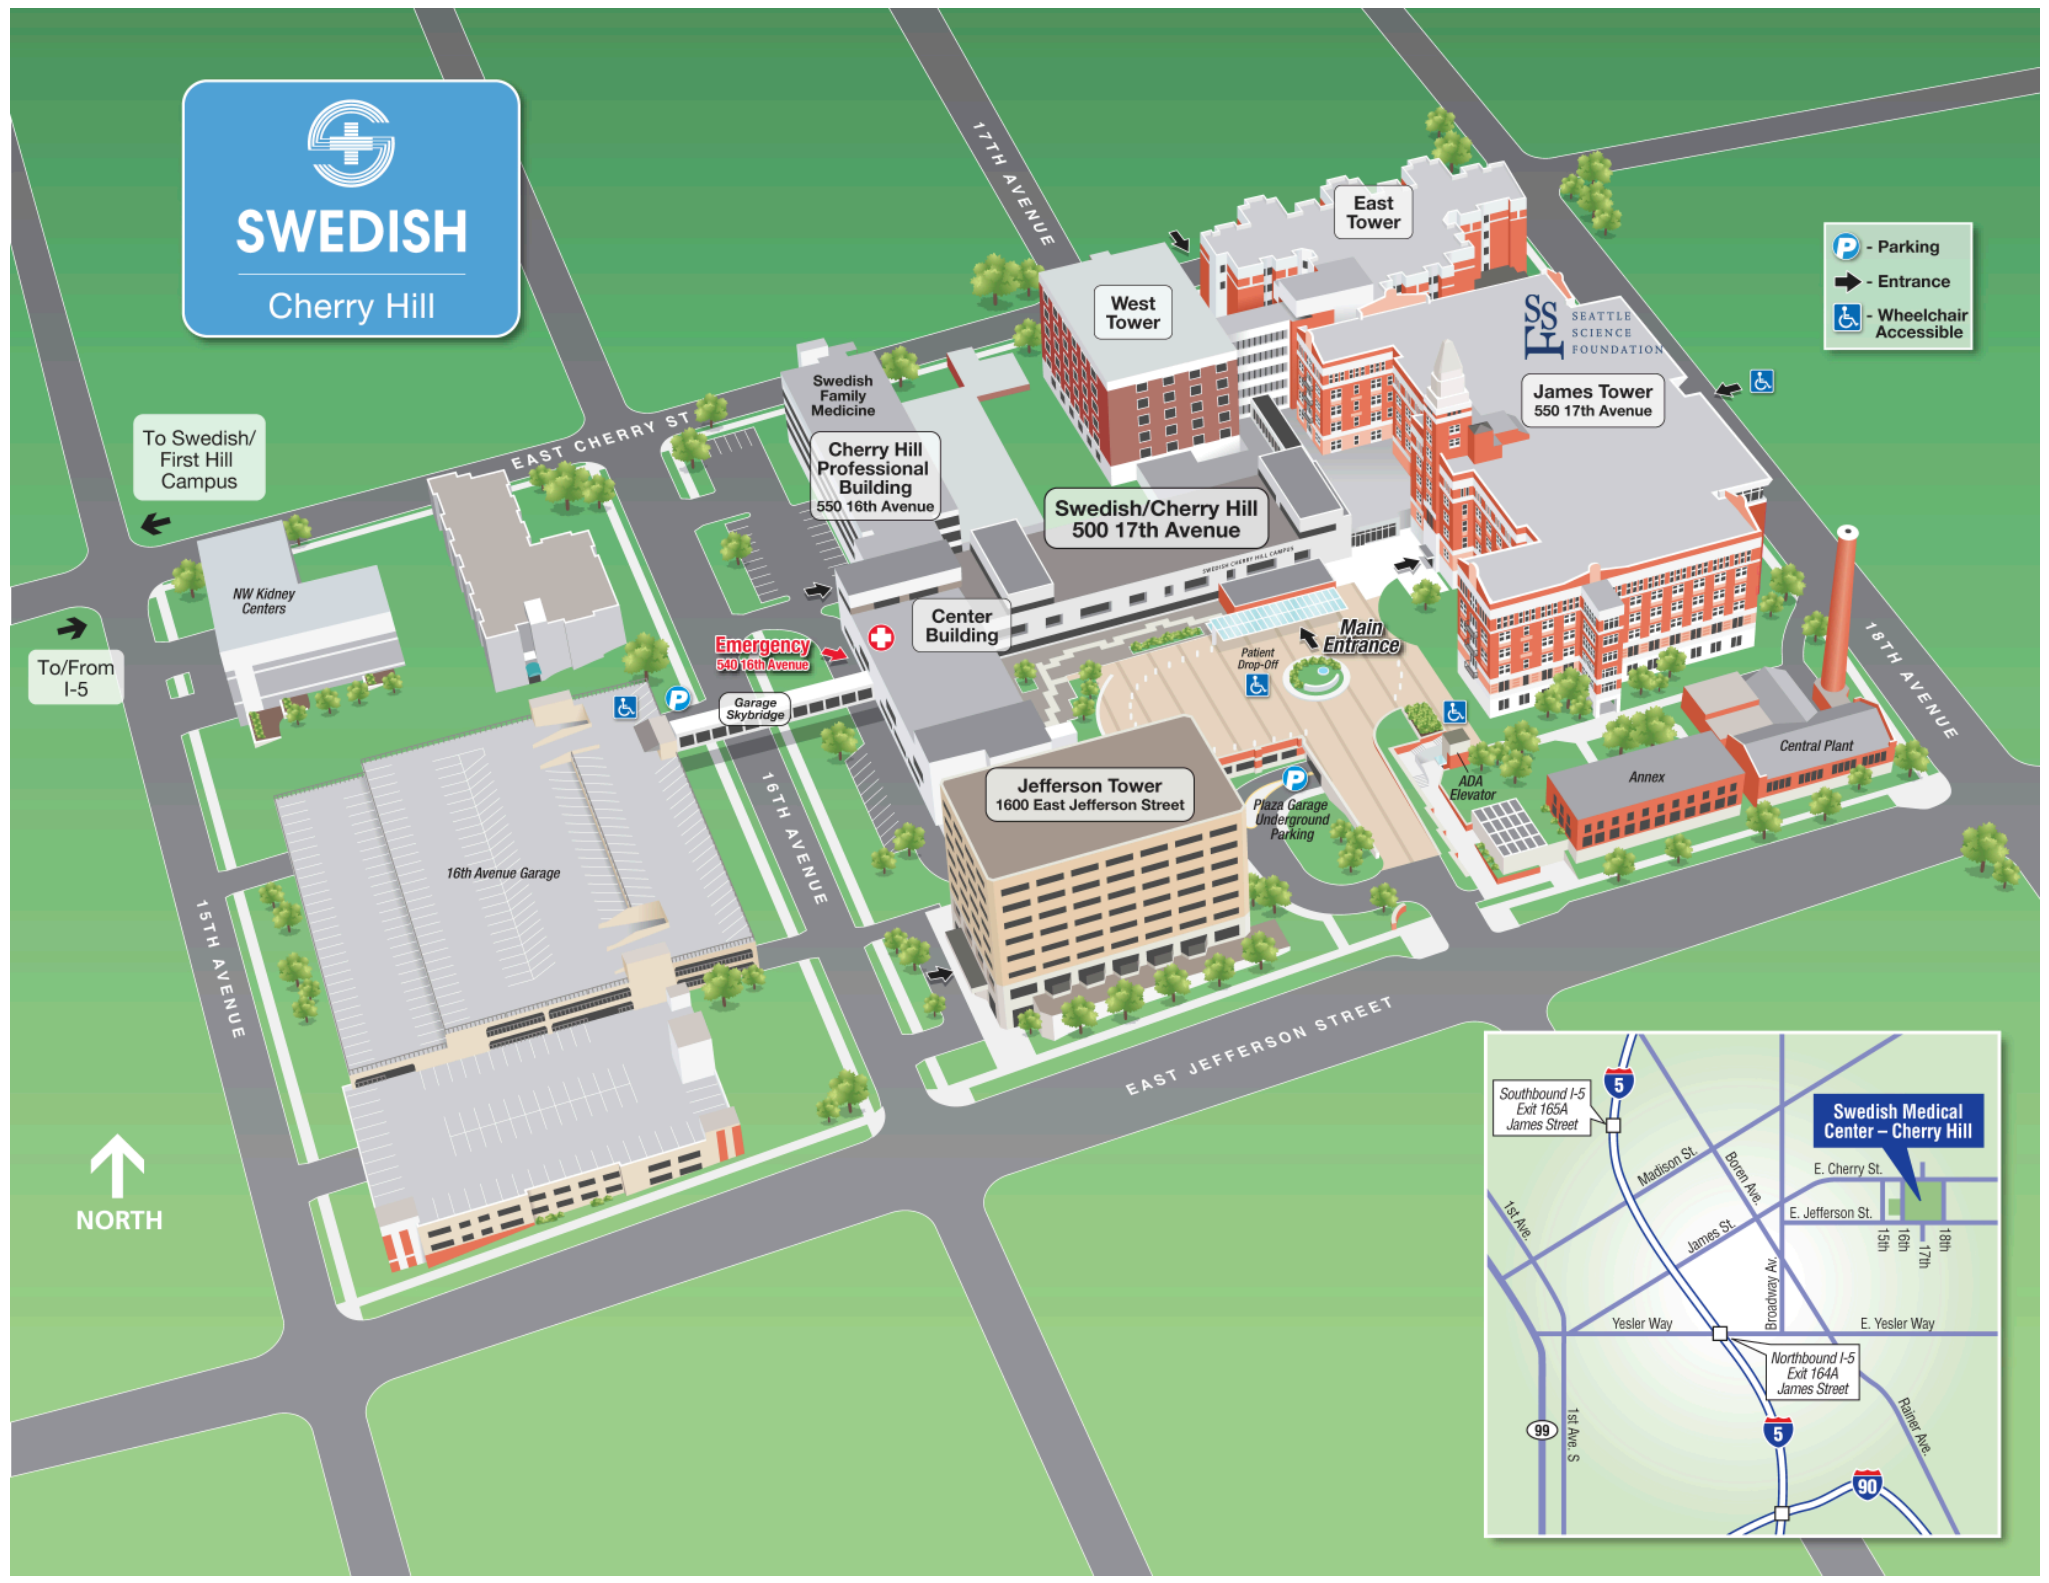 SWEDISH
Cherry Hill
17TH AVENUE
East
Tower
P - Parking
- Entrance
- Wheelchair
Accessible
West
Tower
SSF
SEATTLE
SCIENCE
FOUNDATION
James Tower
550 17th Avenue
Swedish
Family
Medicine
EAST CHERRY ST
Cherry Hill
Professional
Building
550 16th Avenue
To Swedish/
First Hill
Campus
Swedish/Cherry Hill
500 17th Avenue
SWEDISH CHERRY HILL CAMPUS
NW Kidney
Centers
Center
Building
Emergency
540 16th Avenue
Main
Entrance
Patient
Drop-Off
To/From
I-5
P
Garage
Skybridge
18TH AVENUE
Central Plant
Annex
ADA
Elevator
Jefferson Tower
1600 East Jefferson Street
P
Plaza Garage
Underground
Parking
16TH AVENUE
16th Avenue Garage
15TH AVENUE
EAST JEFFERSON STREET
NORTH
5
Southbound I-5
Exit 165A
James Street
Swedish Medical
Center – Cherry Hill
Madison St.
Boren Ave.
E. Cherry St.
E. Jefferson St.
15th
16th
17th
18th
1st Ave.
James St.
Broadway Av.
Yesler Way
E. Yesler Way
Northbound I-5
Exit 164A
James Street
99
1st Ave. S
5
Rainer Ave.
90